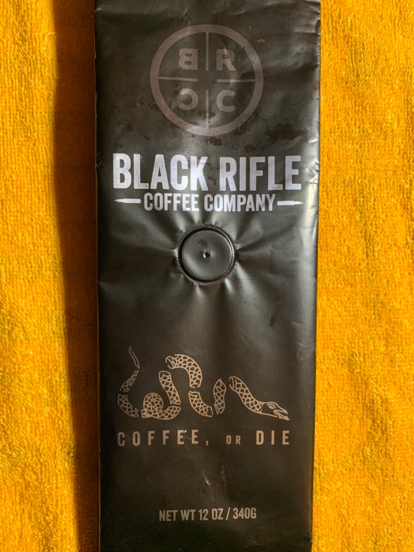 B R
C C
BLACK RIFLE
COFFEE COMPANY
COFFEE, OR DIE
NET WT 12 OZ / 340G